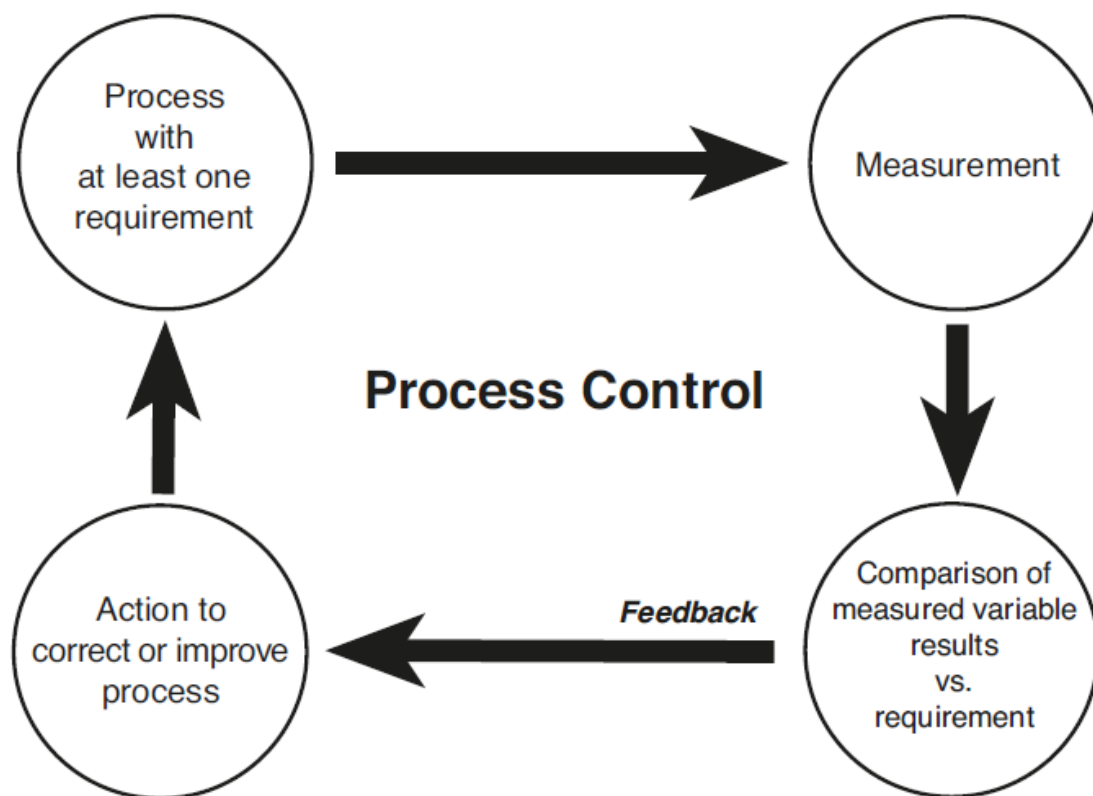 Process
with
at least one
requirement
Measurement
Process Control
Comparison of
measured variable
results
vs.
requirement
Feedback
Action to
correct or improve
process